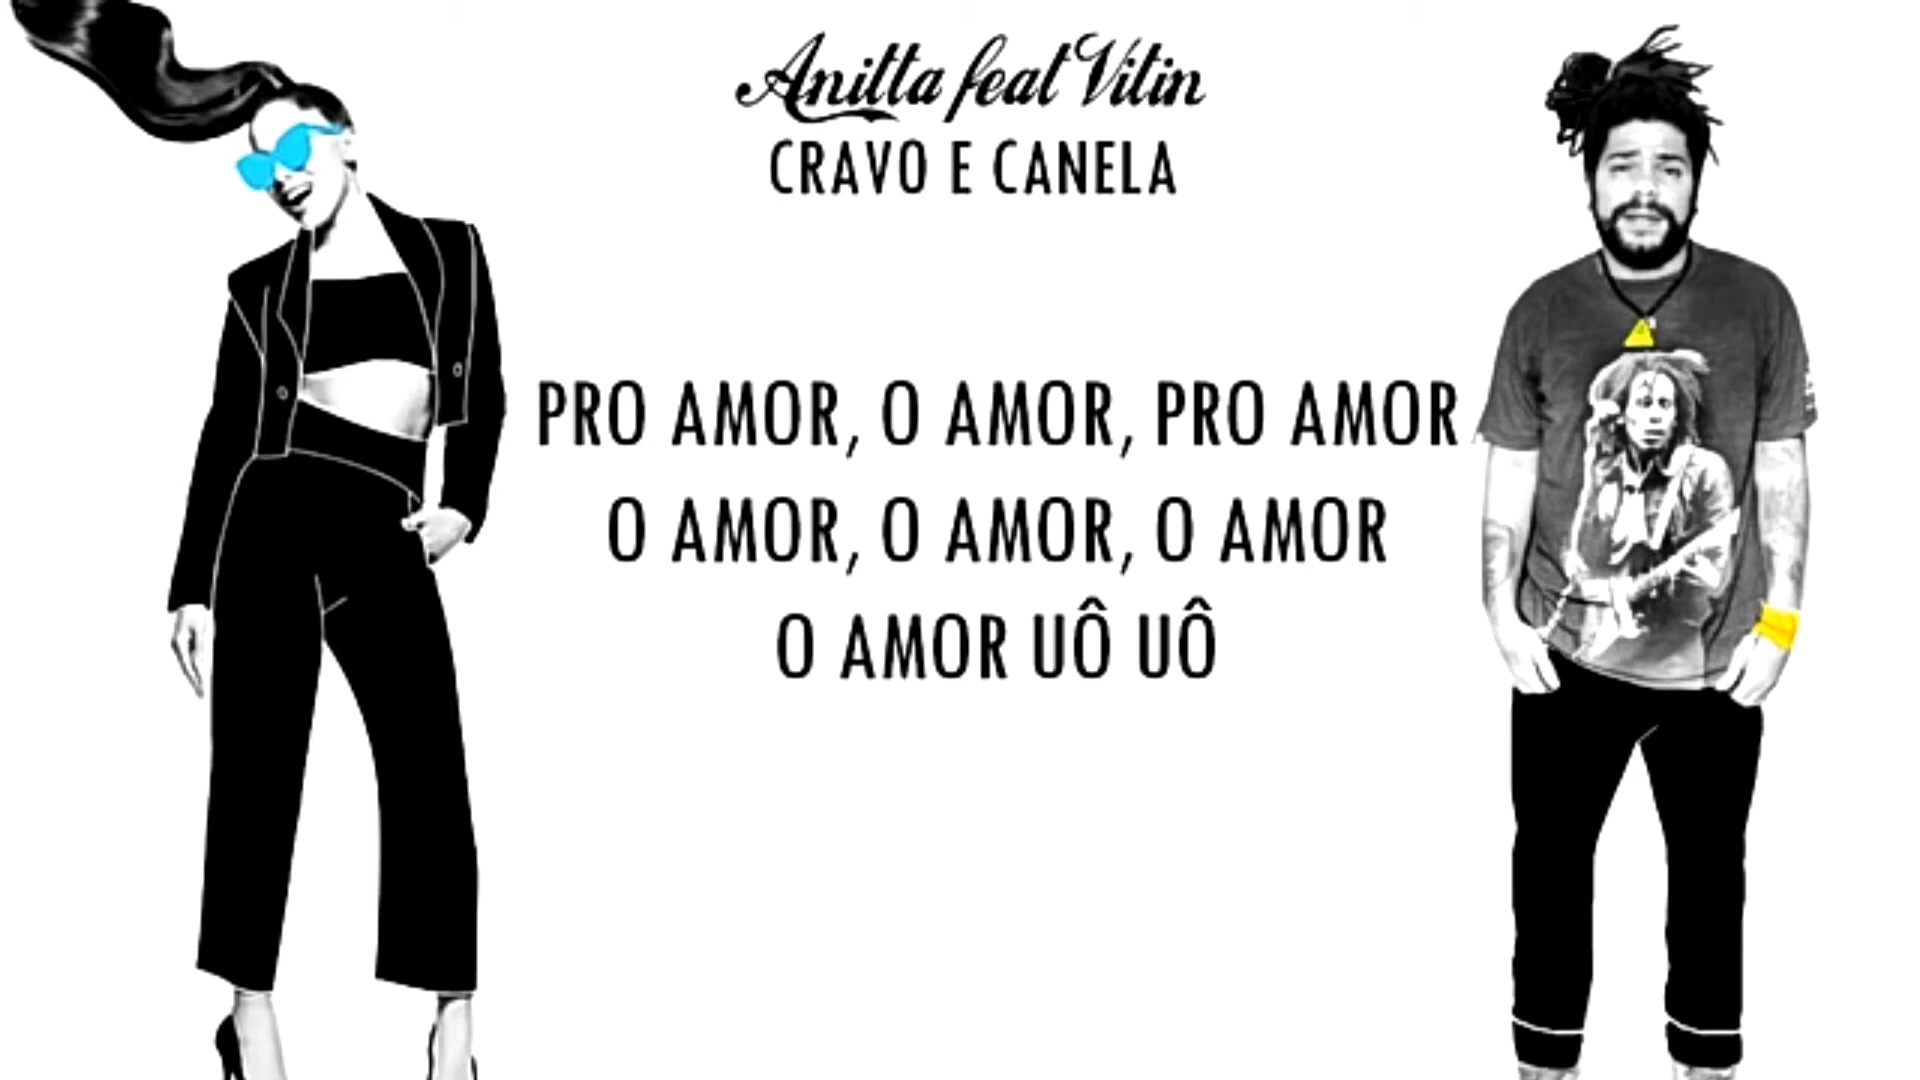 Anitta feat Vitin
CRAVO E CANELA
PRO AMOR, O AMOR, PRO AMOR
O AMOR, O AMOR, O AMOR
O AMOR UÔ UÔ